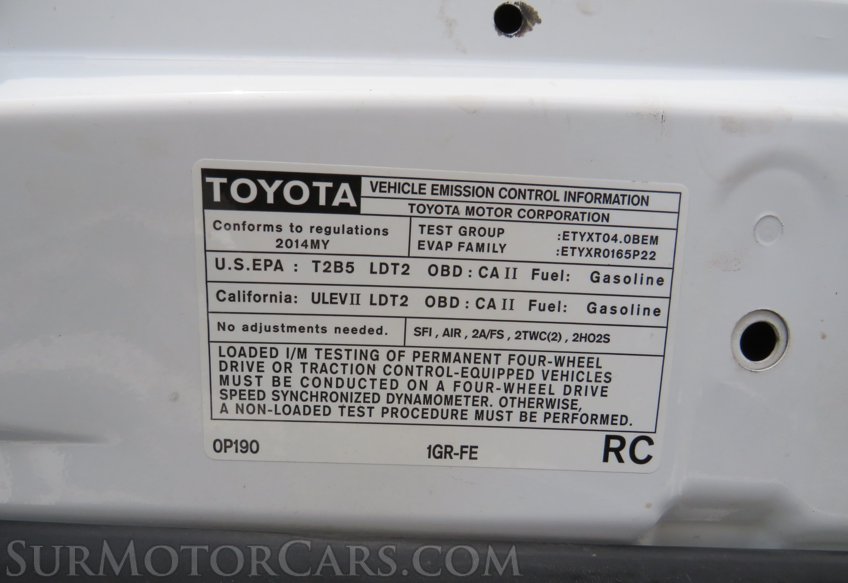 TOYOTA VEHICLE EMISSION CONTROL INFORMATION
TOYOTA MOTOR CORPORATION
Conforms to regulations
2014MY
TEST GROUP :ETYXT04.0BEM
EVAP FAMILY :ETYXR0165P22
U.S.EPA : T2B5 LDT2 OBD : CA II Fuel: Gasoline
California: ULEVII LDT2 OBD : CA II Fuel: Gasoline
No adjustments needed. SFI , AIR , 2A/FS , 2TWC(2) , 2HO2S
LOADED I/M TESTING OF PERMANENT FOUR-WHEEL
DRIVE OR TRACTION CONTROL-EQUIPPED VEHICLES
MUST BE CONDUCTED ON A FOUR-WHEEL DRIVE
SPEED SYNCHRONIZED DYNAMOMETER. OTHERWISE,
A NON-LOADED TEST PROCEDURE MUST BE PERFORMED.
0P190 1GR-FE RC
SURMOTORCARS.COM